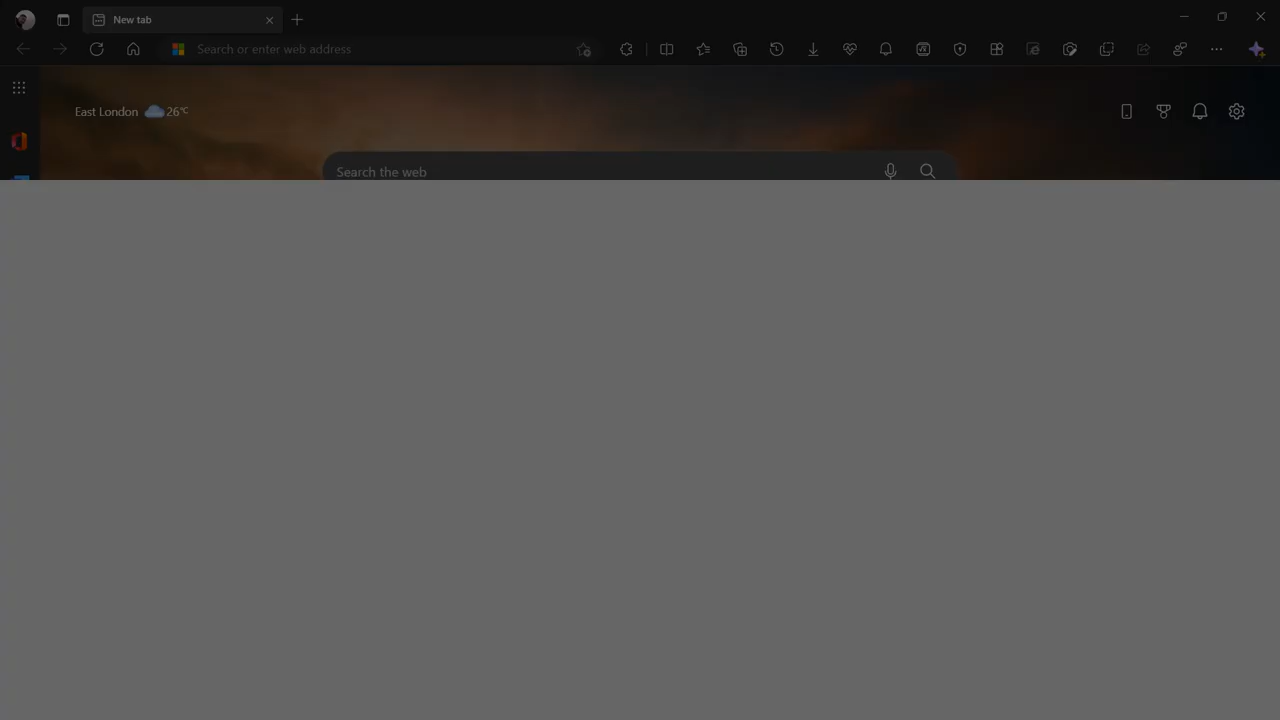 New tab
Search or enter web address
East London 26°C
Search the web